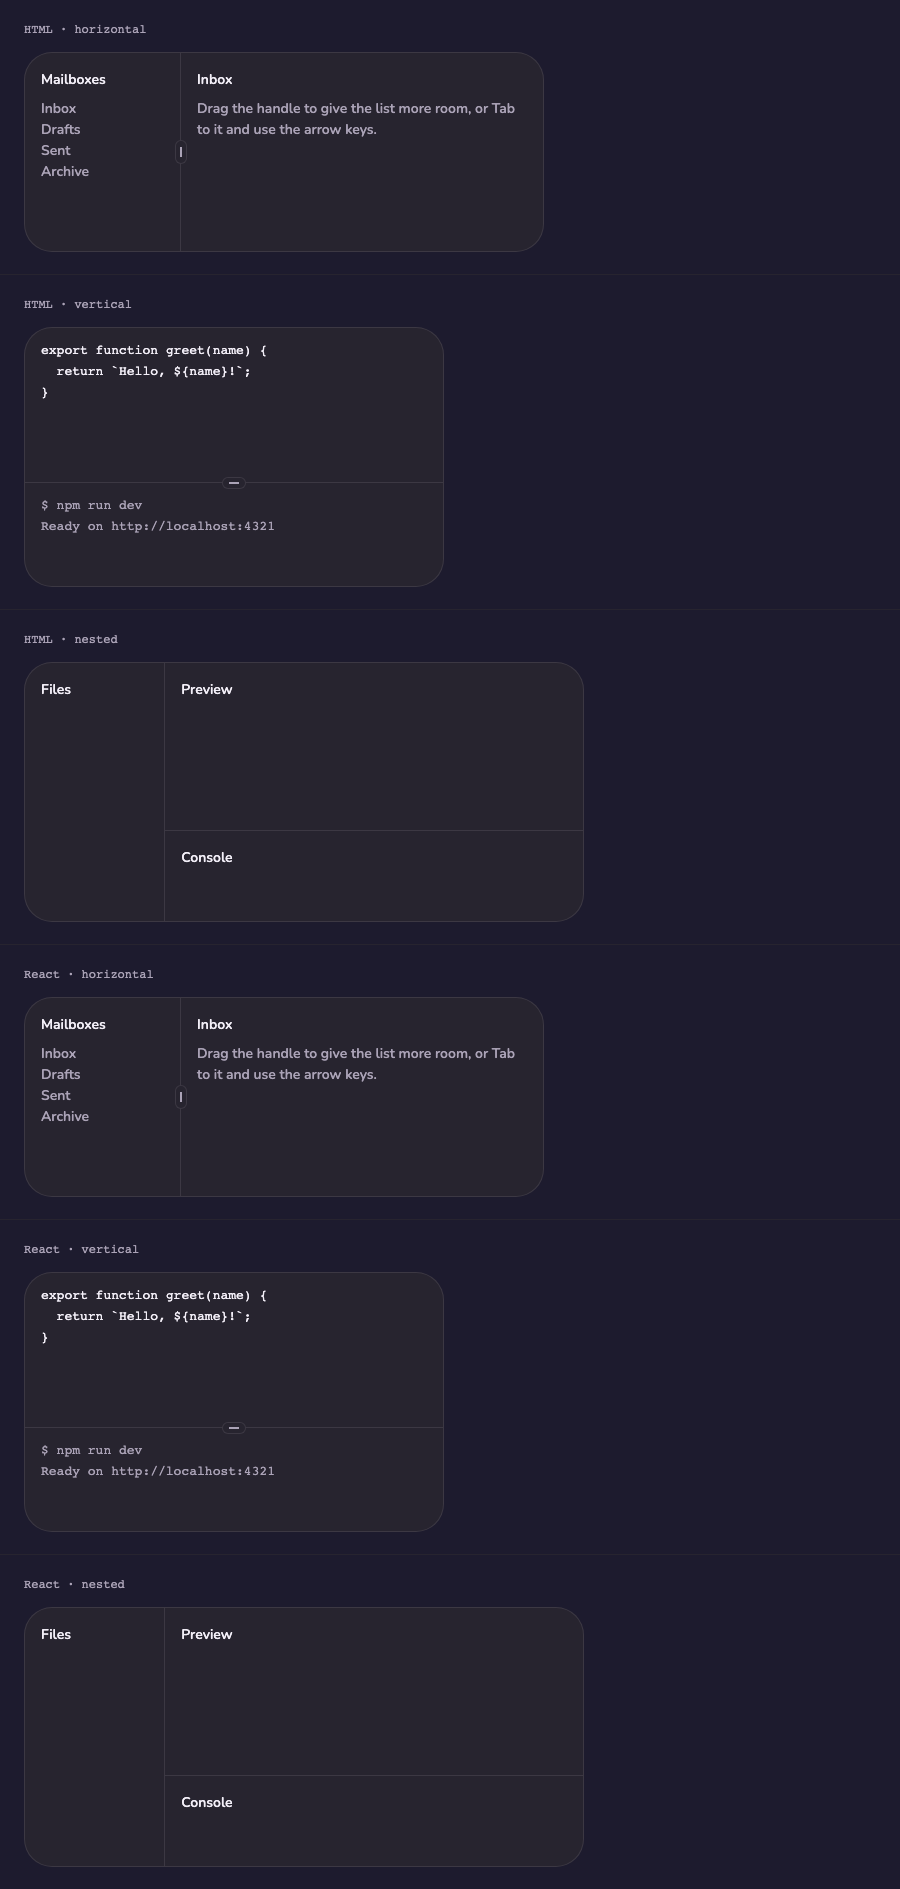 HTML · horizontal
Mailboxes
Inbox
Drafts
Sent
Archive
Inbox
Drag the handle to give the list more room, or Tab
to it and use the arrow keys.
HTML · vertical
export function greet(name) {
  return `Hello, ${name}!`;
}
$ npm run dev
Ready on http://localhost:4321
HTML · nested
Files
Preview
Console
React · horizontal
Mailboxes
Inbox
Drafts
Sent
Archive
Inbox
Drag the handle to give the list more room, or Tab
to it and use the arrow keys.
React · vertical
export function greet(name) {
  return `Hello, ${name}!`;
}
$ npm run dev
Ready on http://localhost:4321
React · nested
Files
Preview
Console